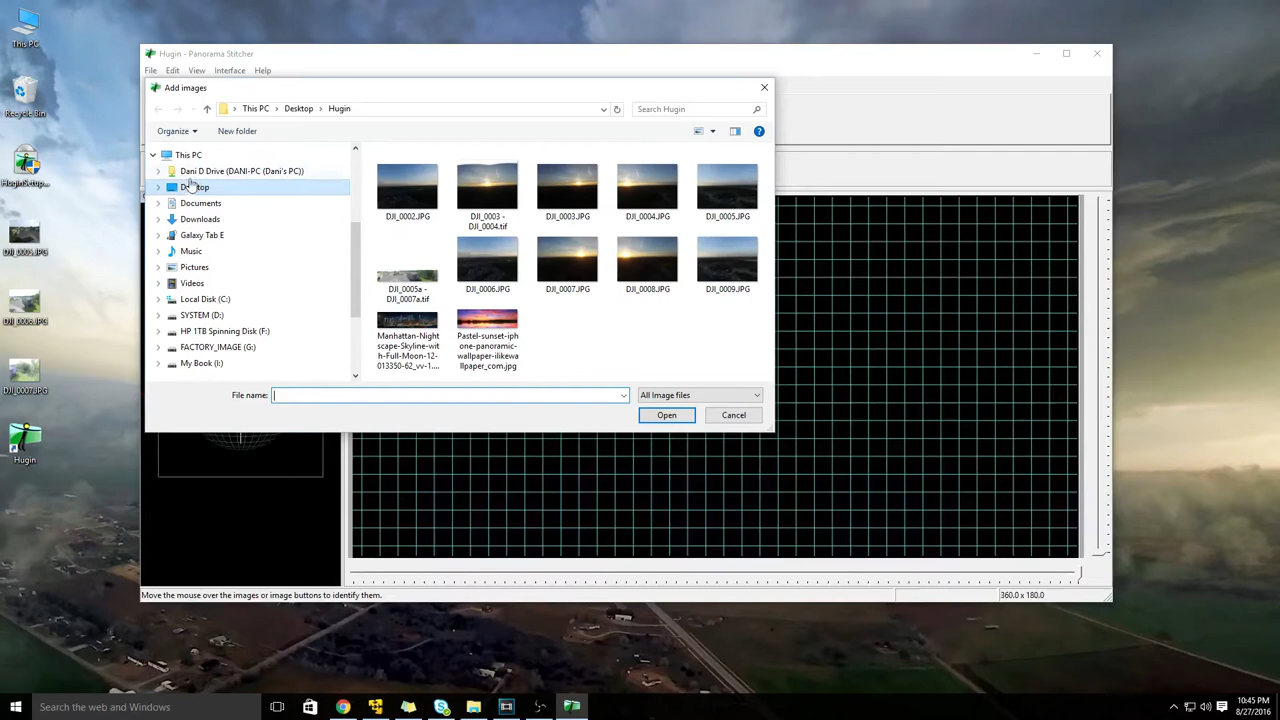 This PC
Recycle Bin
HuginSetup...
DJI_0005.JPG
DJI_0006.JPG
DJI_0007.JPG
Hugin
Hugin - Panorama Stitcher
File Edit View Interface Help
Add images
This PC > Desktop > Hugin
Search Hugin
Organize New folder
This PC
Dani D Drive (DANI-PC (Dani's PC))
Desktop
Documents
Downloads
Galaxy Tab E
Music
Pictures
Videos
Local Disk (C:)
SYSTEM (D:)
HP 1TB Spinning Disk (F:)
FACTORY_IMAGE (G:)
My Book (I:)
DJI_0002.JPG
DJI_0003 -
DJI_0004.tif
DJI_0003.JPG
DJI_0004.JPG
DJI_0005.JPG
DJI_0005a -
DJI_0007a.tif
DJI_0006.JPG
DJI_0007.JPG
DJI_0008.JPG
DJI_0009.JPG
Manhattan-Night
scape-Skyline-wit
h-Full-Moon-12-
013350-62_vv-1....
Pastel-sunset-iph
one-panoramic-
wallpaper-ilikewa
llpaper_com.jpg
File name:
All Image files
Open Cancel
Move the mouse over the images or image buttons to identify them.
360.0 x 180.0
Search the web and Windows
10:45 PM
8/27/2016